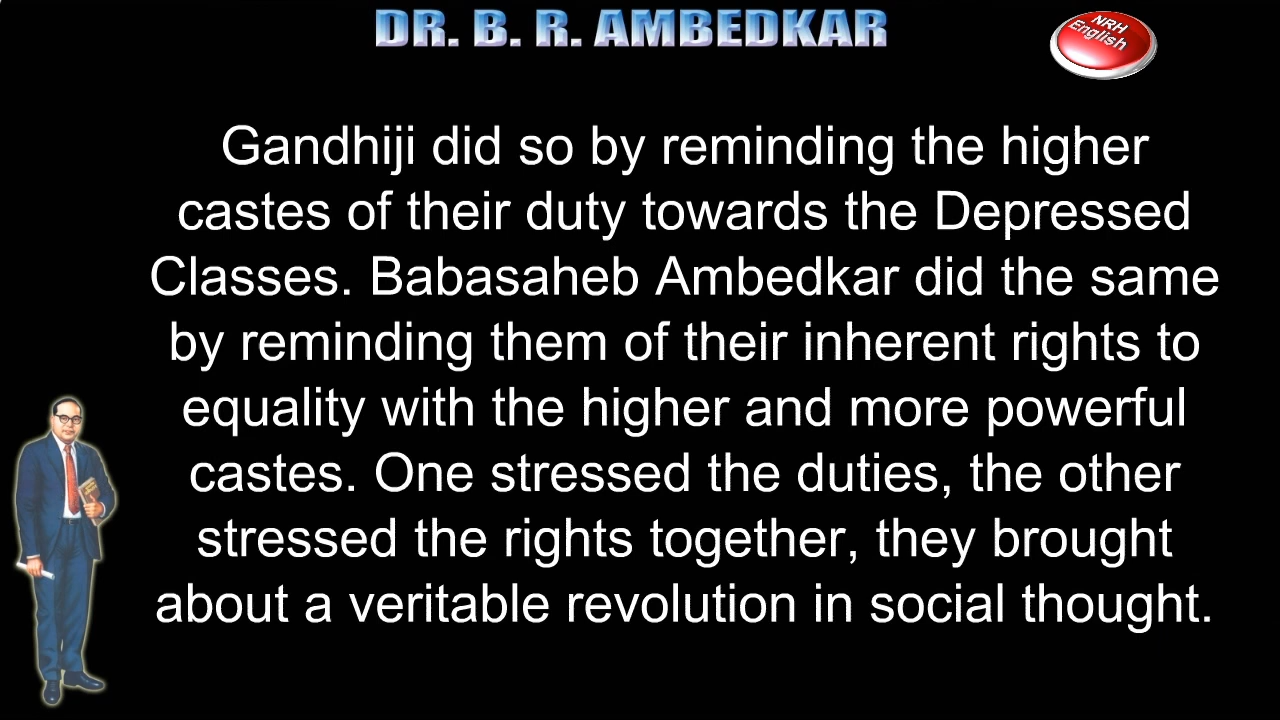 DR. B. R. AMBEDKAR
NRH
English
Gandhiji did so by reminding the higher
castes of their duty towards the Depressed
Classes. Babasaheb Ambedkar did the same
by reminding them of their inherent rights to
equality with the higher and more powerful
castes. One stressed the duties, the other
stressed the rights together, they brought
about a veritable revolution in social thought.